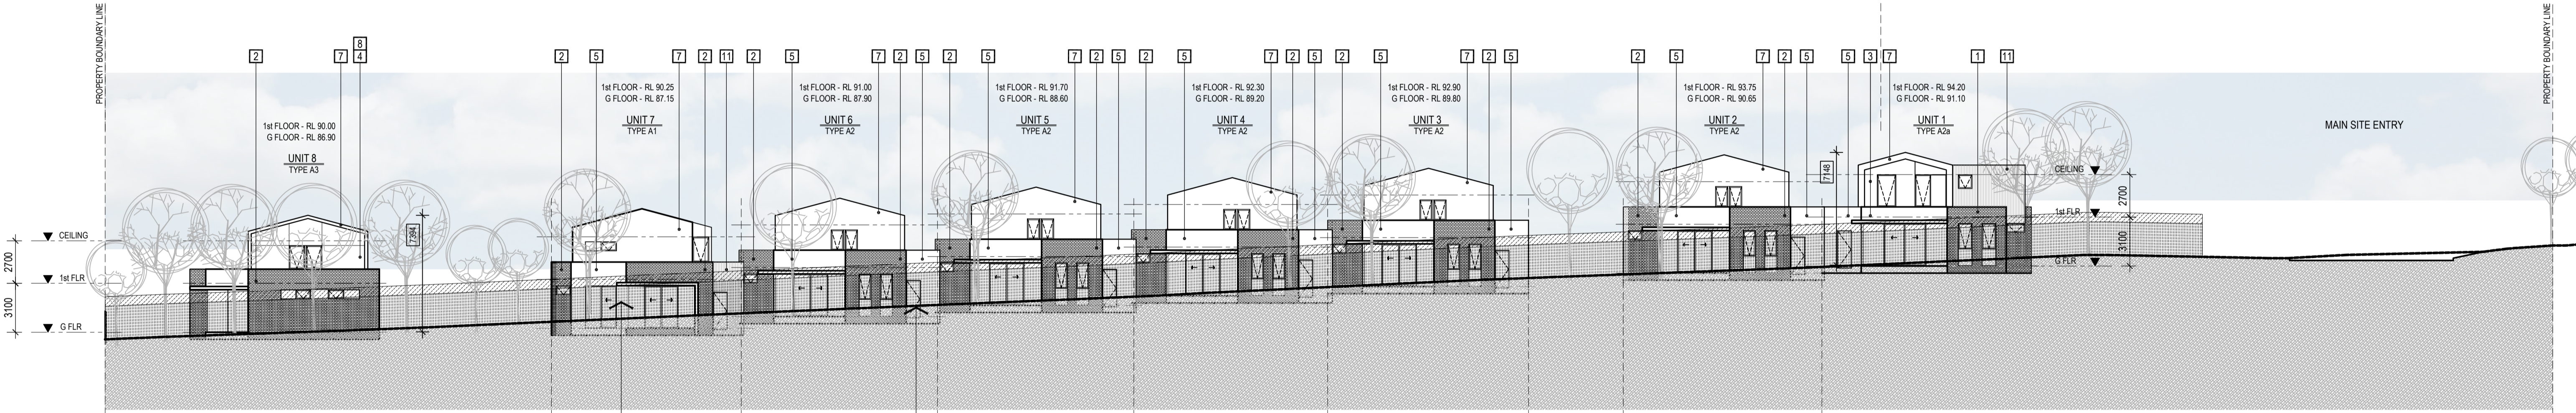 PROPERTY BOUNDARY LINE
PROPERTY BOUNDARY LINE
8
2 7 4 2 5 7 2 11 2 5 7 2 5 2 5 7 2 5 2 5 7 2 5 2 5 7 2 5 2 5 7 2 5 5 3 7 1 11
1st FLOOR - RL 90.00
G FLOOR - RL 86.90
UNIT 8
TYPE A3
1st FLOOR - RL 90.25
G FLOOR - RL 87.15
UNIT 7
TYPE A1
1st FLOOR - RL 91.00
G FLOOR - RL 87.90
UNIT 6
TYPE A2
1st FLOOR - RL 91.70
G FLOOR - RL 88.60
UNIT 5
TYPE A2
1st FLOOR - RL 92.30
G FLOOR - RL 89.20
UNIT 4
TYPE A2
1st FLOOR - RL 92.90
G FLOOR - RL 89.80
UNIT 3
TYPE A2
1st FLOOR - RL 93.75
G FLOOR - RL 90.65
UNIT 2
TYPE A2
1st FLOOR - RL 94.20
G FLOOR - RL 91.10
UNIT 1
TYPE A2a
MAIN SITE ENTRY
CEILING
2700
1st FLR
3100
G FLR
7394
7148
CEILING
2700
1st FLR
3100
G FLR